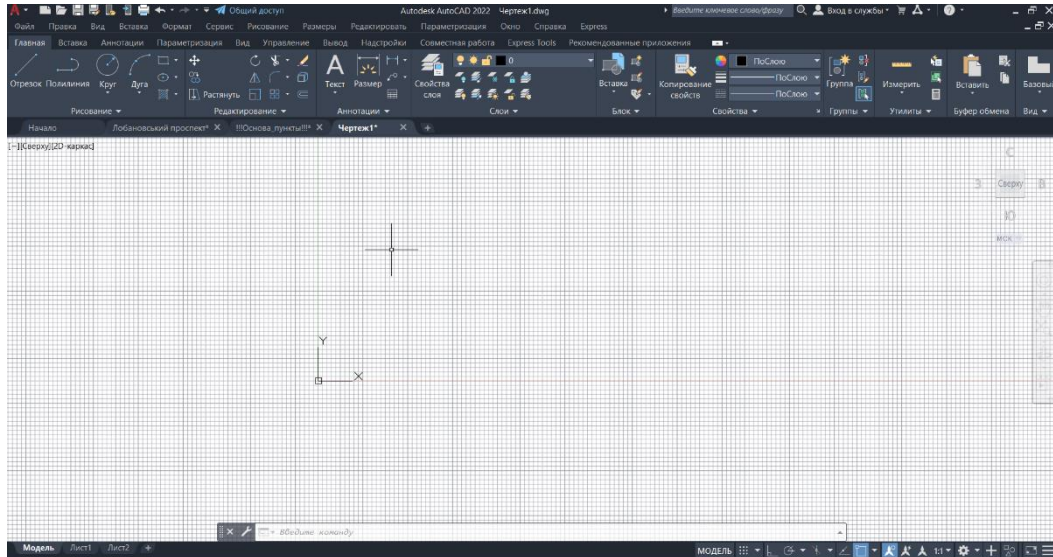 Общий доступ Autodesk AutoCAD 2022 Чертеж1.dwg Введите ключевое слово/фразу Вход в службы
Файл Правка Вид Вставка Формат Сервис Рисование Размеры Редактировать Параметризация Окно Справка Express
Главная Вставка Аннотации Параметризация Вид Управление Вывод Надстройки Совместная работа Express Tools Рекомендованные приложения
Отрезок Полилиния Круг Дуга Растянуть Текст Размер Свойства слоя 0 Вставка Копирование свойств ПоСлою ПоСлою ПоСлою Группа Измерить Вставить Базовы
Рисование Редактирование Аннотации Слои Блок Свойства Группы Утилиты Буфер обмена Вид
Начало Лобановський проспект* !!!Основа_пункты!!!* Чертеж1*
[−][Сверху][2D-каркас]
С
З Сверху В
Ю
МСК
Y
X
Введите команду
Модель Лист1 Лист2 МОДЕЛЬ 1:1